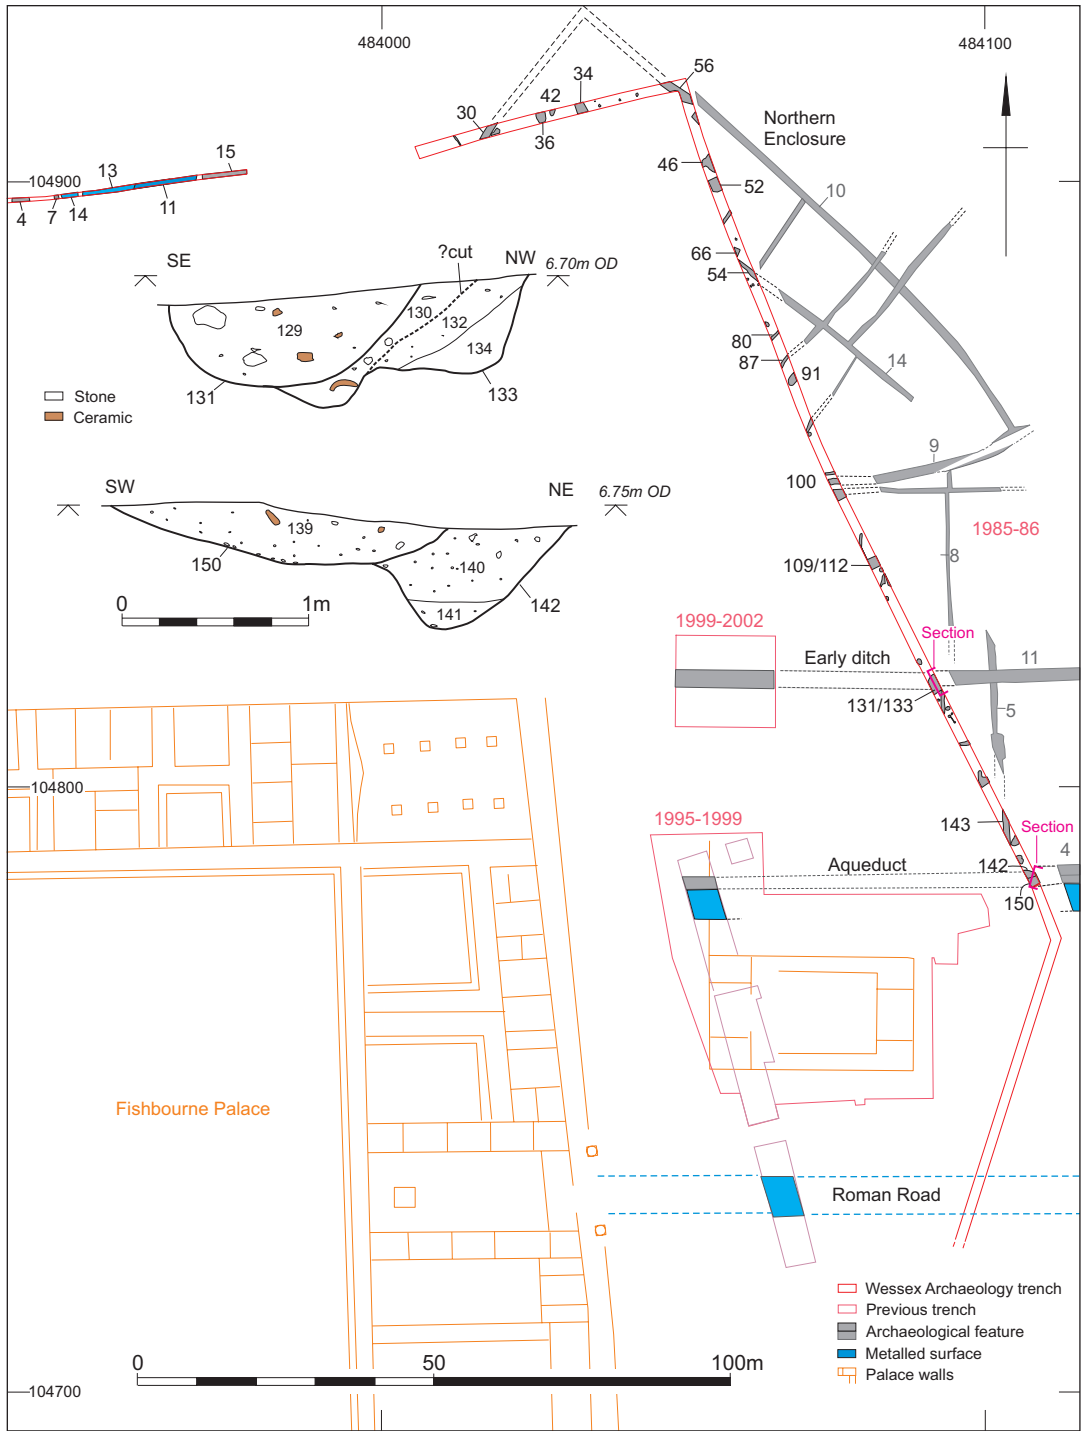 484000
484100
56
34
42
30
36
Northern
Enclosure
15
13
104900
46
52
10
4
7
14
11
SE
?cut
NW
6.70m OD
66
54
130
129
132
134
80
87
14
91
131
133
Stone
Ceramic
9
SW
NE
6.75m OD
100
139
1985-86
150
140
8
109/112
0
1m
141
142
1999-2002
Section
Early ditch
11
131/133
5
104800
1995-1999
143
Section
4
Aqueduct
142
150
Fishbourne Palace
Roman Road
Wessex Archaeology trench
Previous trench
Archaeological feature
Metalled surface
Palace walls
0
50
100m
104700